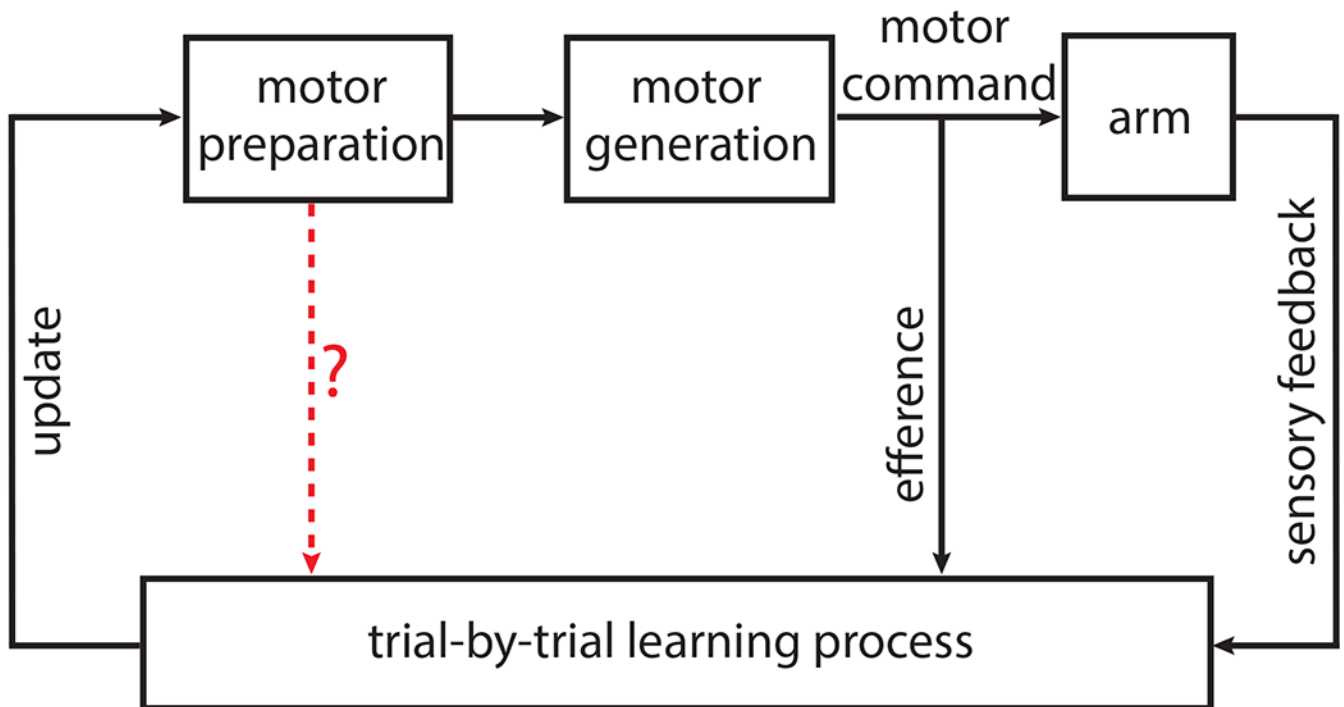 motor
preparation
motor
generation
motor
command
arm
update
?
efference
sensory feedback
trial-by-trial learning process